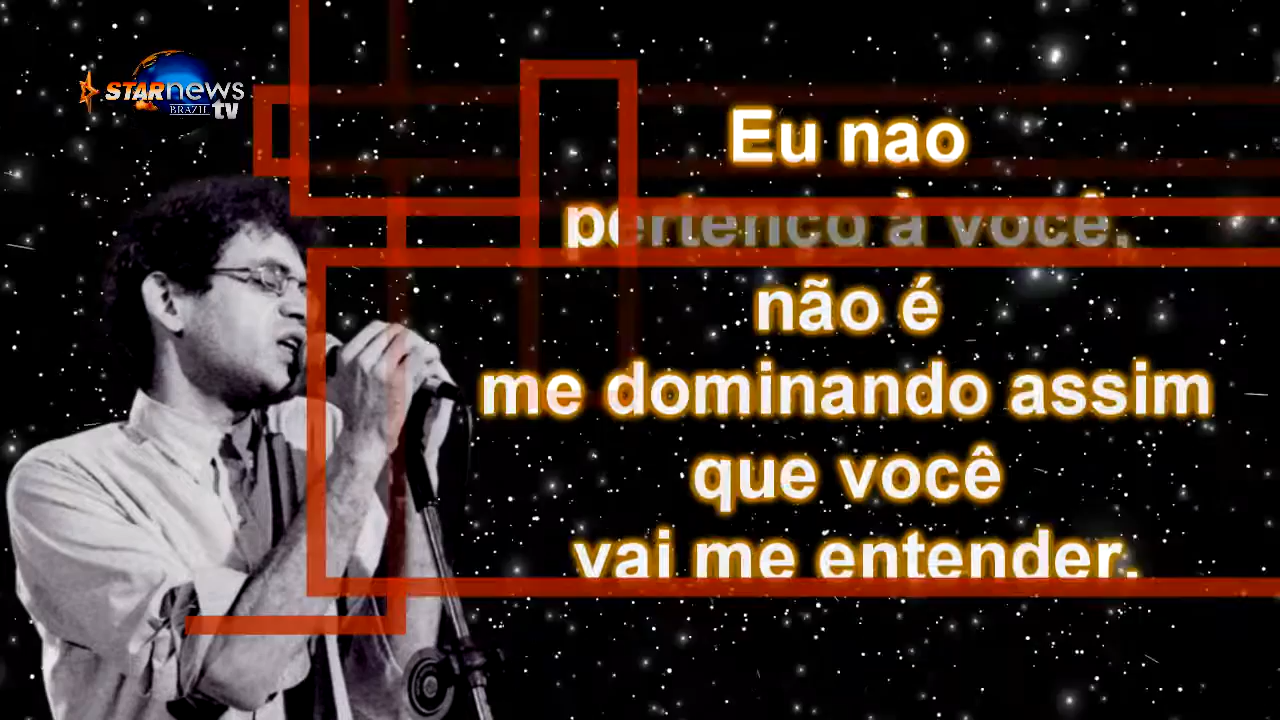 STARnews
BRAZIL TV
Eu nao
pertenço à você,
não é
me dominando assim
que você
vai me entender.